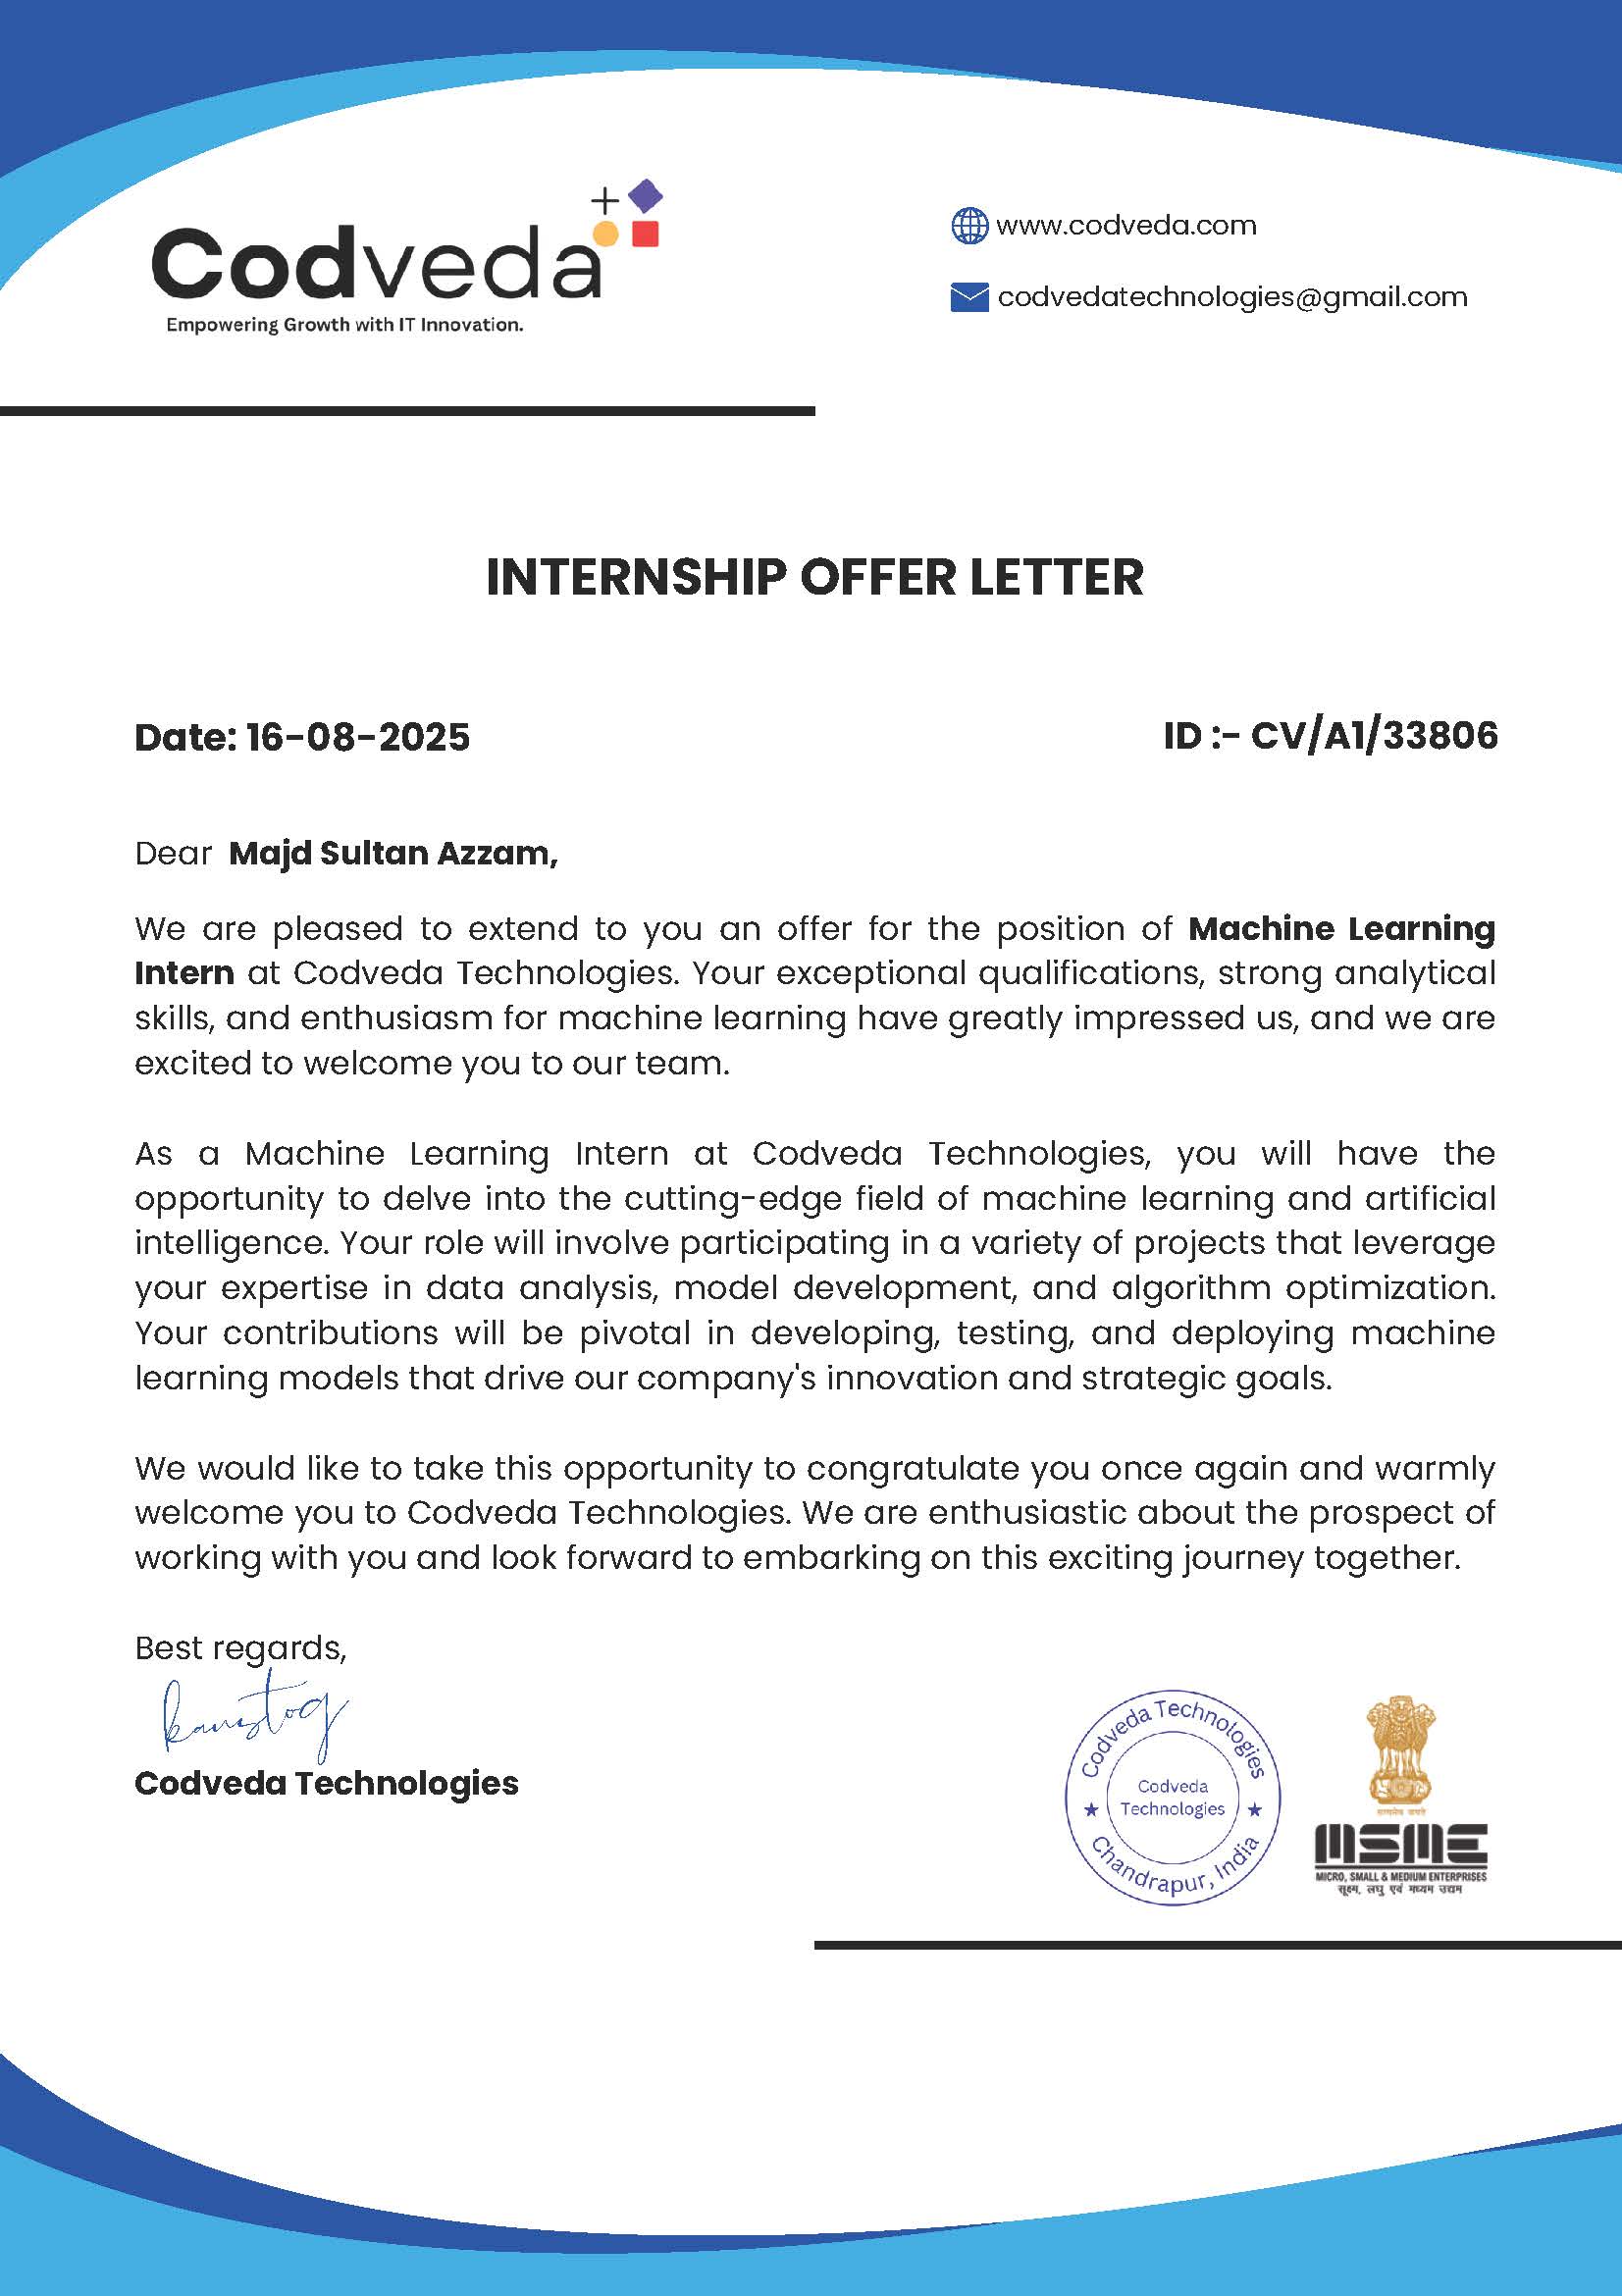 Codveda
Empowering Growth with IT Innovation.
www.codveda.com
codvedatechnologies@gmail.com
INTERNSHIP OFFER LETTER
Date: 16-08-2025
ID :- CV/A1/33806
Dear Majd Sultan Azzam,
We are pleased to extend to you an offer for the position of Machine Learning
Intern at Codveda Technologies. Your exceptional qualifications, strong analytical
skills, and enthusiasm for machine learning have greatly impressed us, and we are
excited to welcome you to our team.
As a Machine Learning Intern at Codveda Technologies, you will have the
opportunity to delve into the cutting-edge field of machine learning and artificial
intelligence. Your role will involve participating in a variety of projects that leverage
your expertise in data analysis, model development, and algorithm optimization.
Your contributions will be pivotal in developing, testing, and deploying machine
learning models that drive our company's innovation and strategic goals.
We would like to take this opportunity to congratulate you once again and warmly
welcome you to Codveda Technologies. We are enthusiastic about the prospect of
working with you and look forward to embarking on this exciting journey together.
Best regards,
Codveda Technologies
Codveda Technologies
Codveda
Technologies
Chandrapur, India
सत्यमेव जयते
MSME
MICRO, SMALL & MEDIUM ENTERPRISES
सूक्ष्म, लघु एवं मध्यम उद्यम